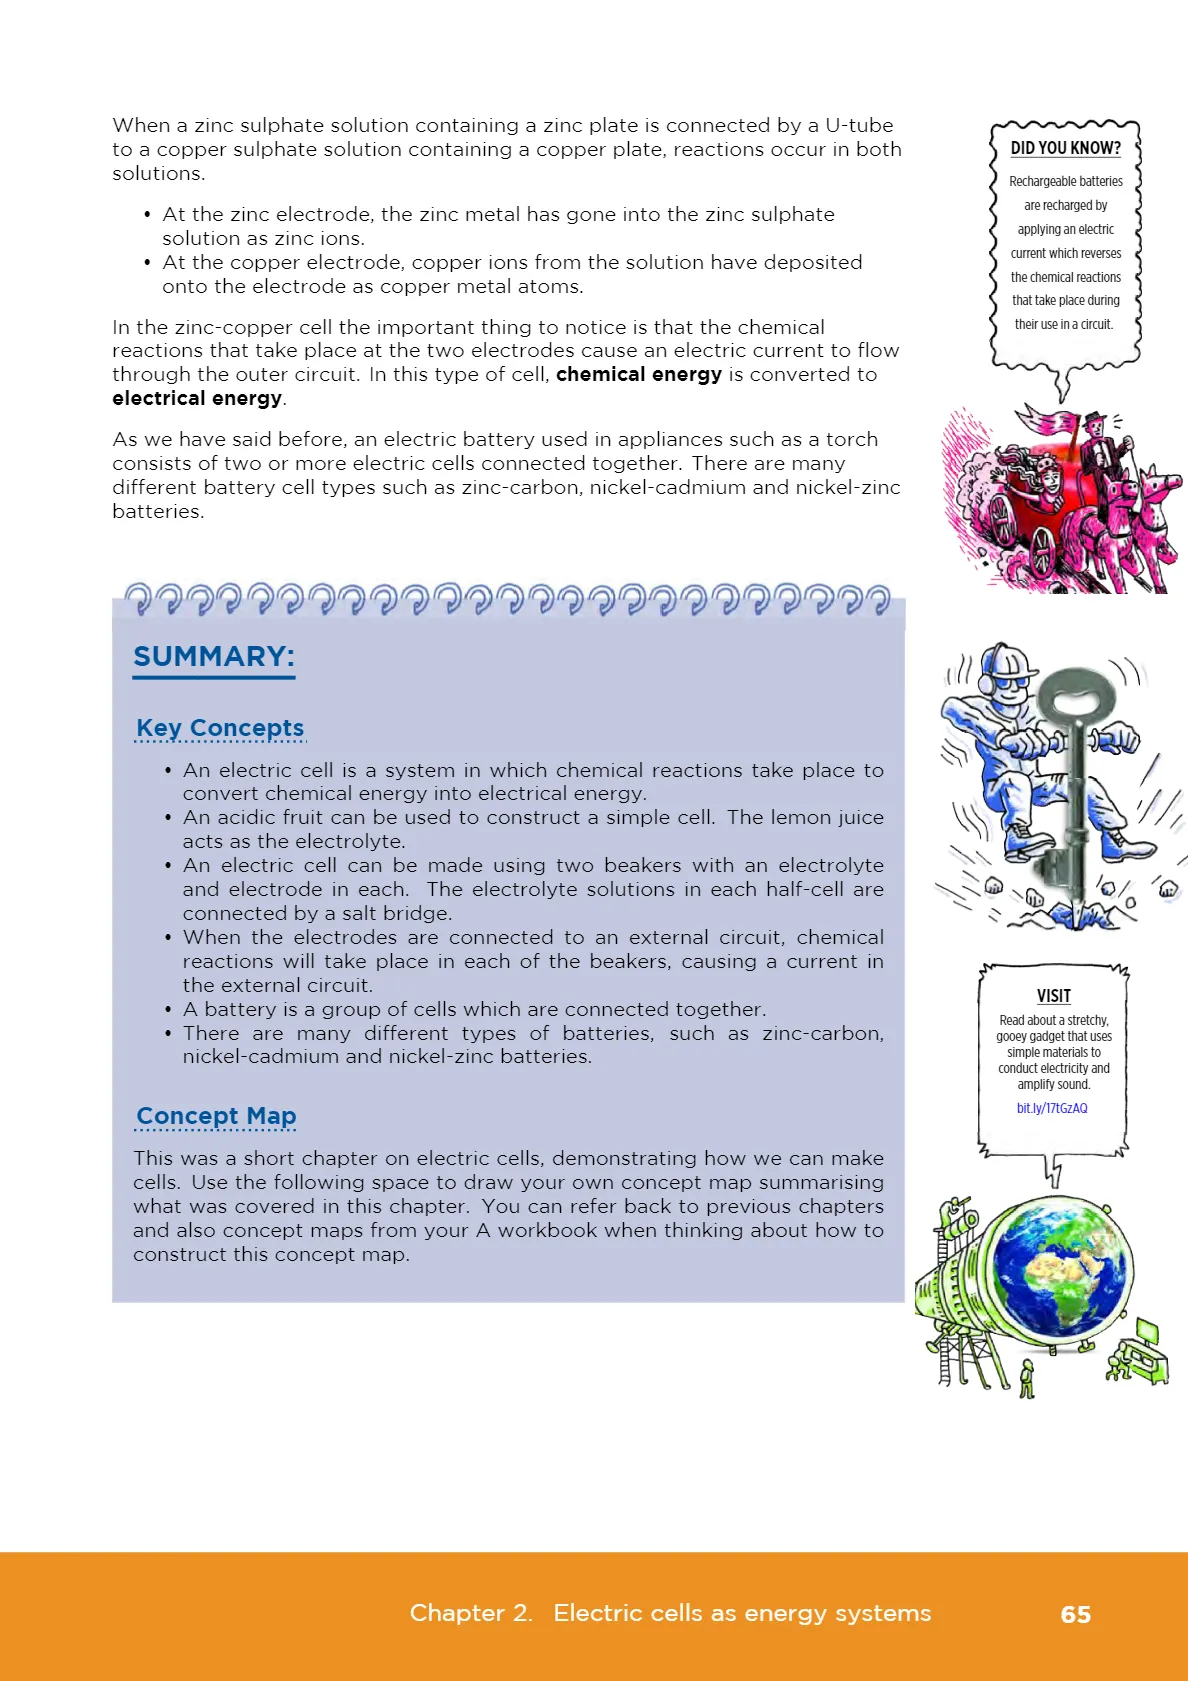 When a zinc sulphate solution containing a zinc plate is connected by a U-tube
to a copper sulphate solution containing a copper plate, reactions occur in both
solutions.
• At the zinc electrode, the zinc metal has gone into the zinc sulphate
solution as zinc ions.
• At the copper electrode, copper ions from the solution have deposited
onto the electrode as copper metal atoms.
In the zinc-copper cell the important thing to notice is that the chemical
reactions that take place at the two electrodes cause an electric current to flow
through the outer circuit. In this type of cell, chemical energy is converted to
electrical energy.
As we have said before, an electric battery used in appliances such as a torch
consists of two or more electric cells connected together. There are many
different battery cell types such as zinc-carbon, nickel-cadmium and nickel-zinc
batteries.
DID YOU KNOW?
Rechargeable batteries
are recharged by
applying an electric
current which reverses
the chemical reactions
that take place during
their use in a circuit.
SUMMARY:
Key Concepts
• An electric cell is a system in which chemical reactions take place to
convert chemical energy into electrical energy.
• An acidic fruit can be used to construct a simple cell. The lemon juice
acts as the electrolyte.
• An electric cell can be made using two beakers with an electrolyte
and electrode in each. The electrolyte solutions in each half-cell are
connected by a salt bridge.
• When the electrodes are connected to an external circuit, chemical
reactions will take place in each of the beakers, causing a current in
the external circuit.
• A battery is a group of cells which are connected together.
• There are many different types of batteries, such as zinc-carbon,
nickel-cadmium and nickel-zinc batteries.
Concept Map
This was a short chapter on electric cells, demonstrating how we can make
cells. Use the following space to draw your own concept map summarising
what was covered in this chapter. You can refer back to previous chapters
and also concept maps from your A workbook when thinking about how to
construct this concept map.
VISIT
Read about a stretchy,
gooey gadget that uses
simple materials to
conduct electricity and
amplify sound.
bit.ly/17tGzAQ
Chapter 2. Electric cells as energy systems
65